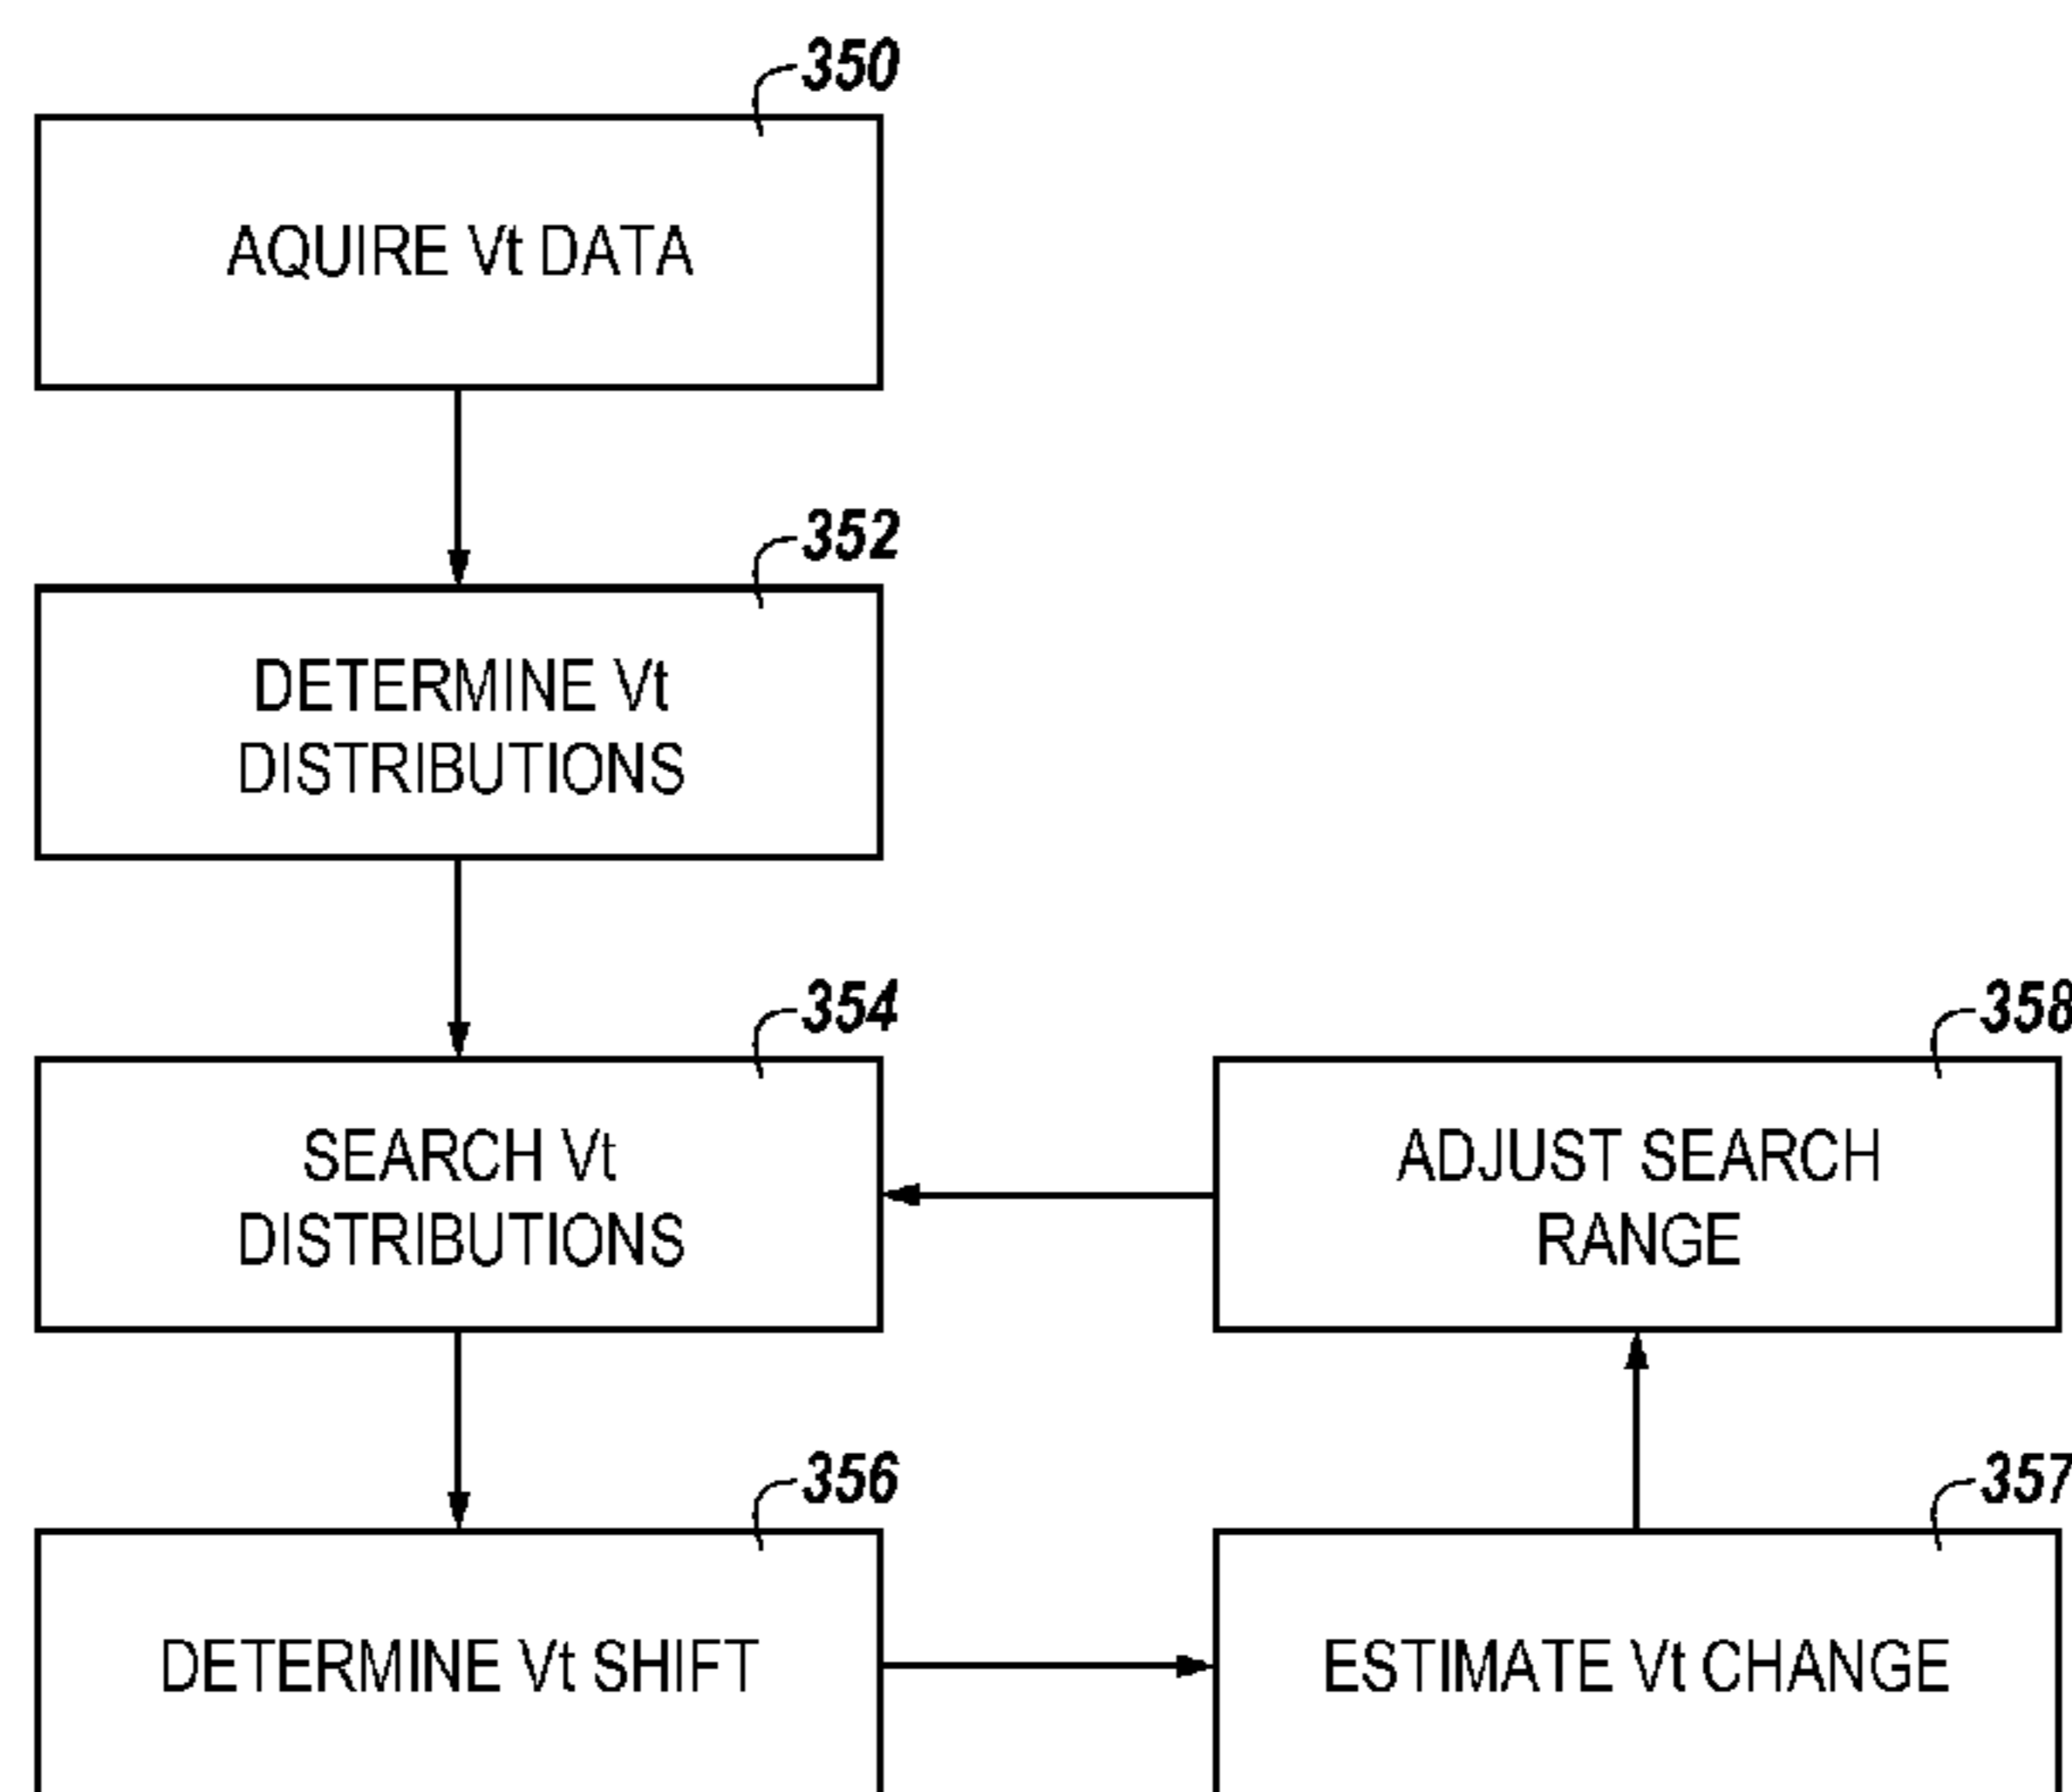 350
AQUIRE Vt DATA
352
DETERMINE Vt
DISTRIBUTIONS
354
SEARCH Vt
DISTRIBUTIONS
358
ADJUST SEARCH
RANGE
356
DETERMINE Vt SHIFT
357
ESTIMATE Vt CHANGE